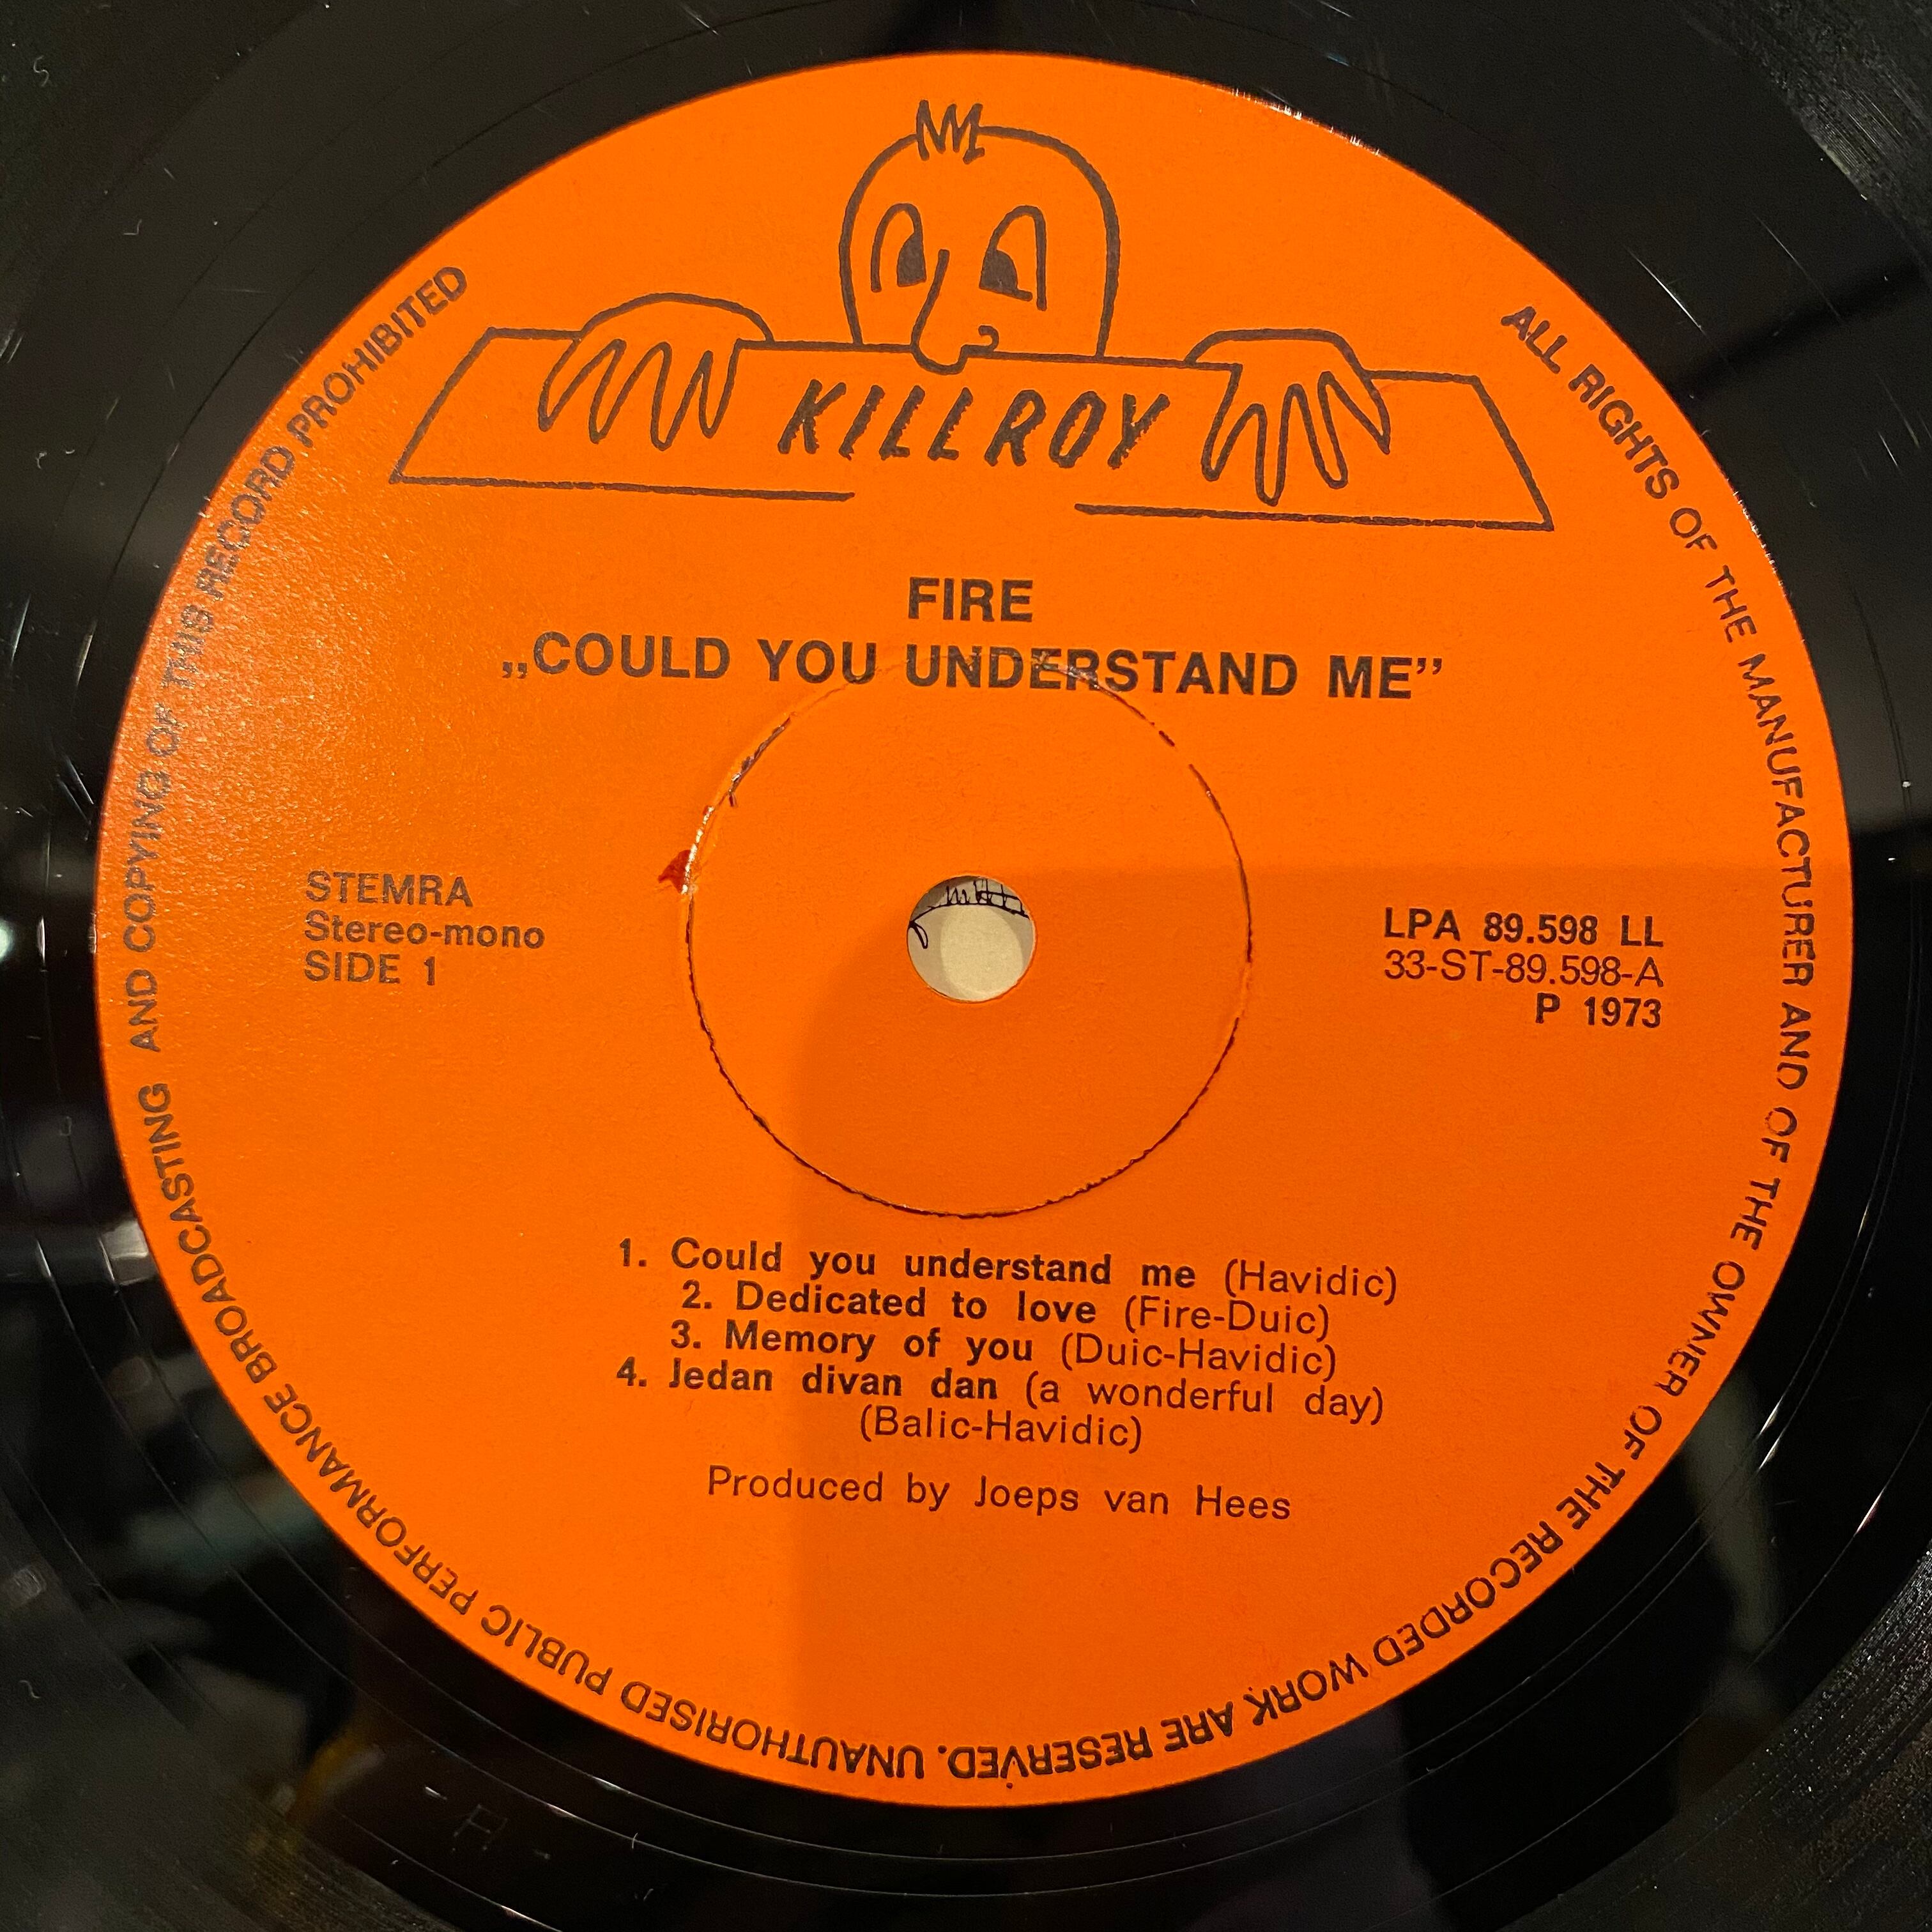 KILLROY
FIRE
„COULD YOU UNDERSTAND ME”
STEMRA
Stereo-mono
SIDE 1
LPA 89.598 LL
33-ST-89.598-A
P 1973
1. Could you understand me (Havidic)
2. Dedicated to love (Fire-Duic)
3. Memory of you (Duic-Havidic)
4. Jedan divan dan (a wonderful day)
(Balic-Havidic)
Produced by Joeps van Hees
ALL RIGHTS OF THE MANUFACTURER AND OF THE OWNER OF THE RECORDED WORK ARE RESERVED. UNAUTHORISED PUBLIC PERFORMANCE BROADCASTING AND COPYING OF THIS RECORD PROHIBITED